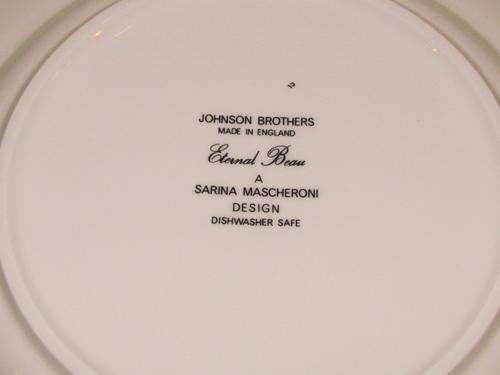 JOHNSON BROTHERS
MADE IN ENGLAND
Eternal Beau
A
SARINA MASCHERONI
DESIGN
DISHWASHER SAFE